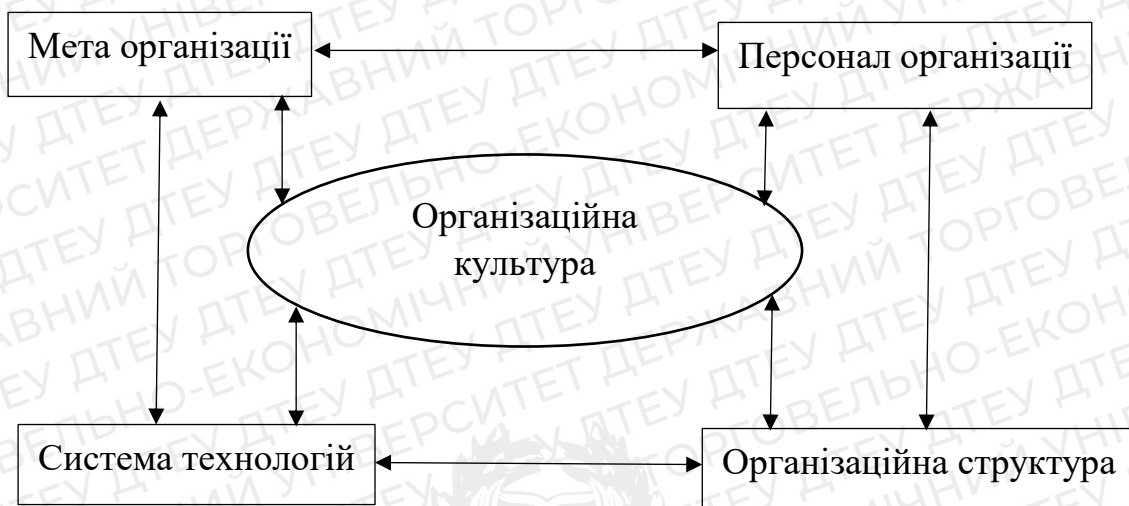 Мета організації
Персонал організації
Організаційна
культура
Система технологій
Організаційна структура